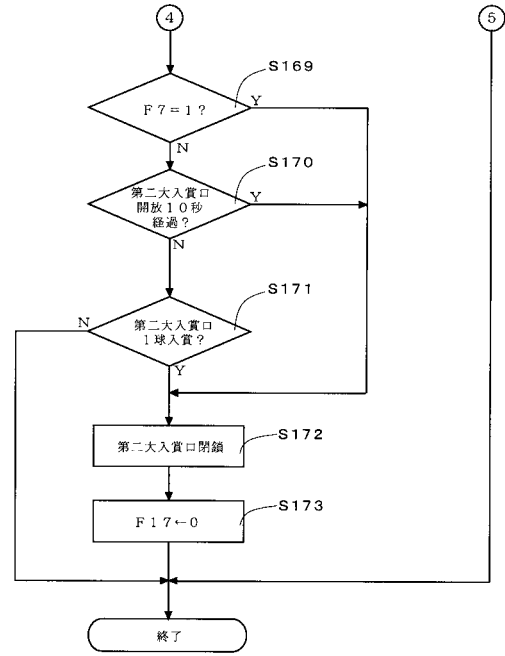 4
5
S169
F7=1?
Y
N
S170
第二大入賞口
開放10秒
経過?
Y
N
S171
第二大入賞口
1球入賞?
N
Y
S172
第二大入賞口閉鎖
S173
F17←0
終了